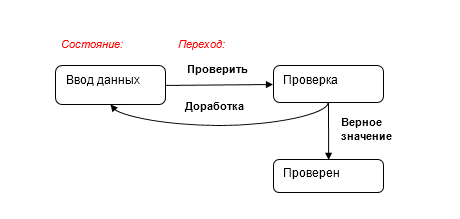 Состояние:
Переход:
Проверить
Ввод данных
Проверка
Доработка
Верное
значение
Проверен